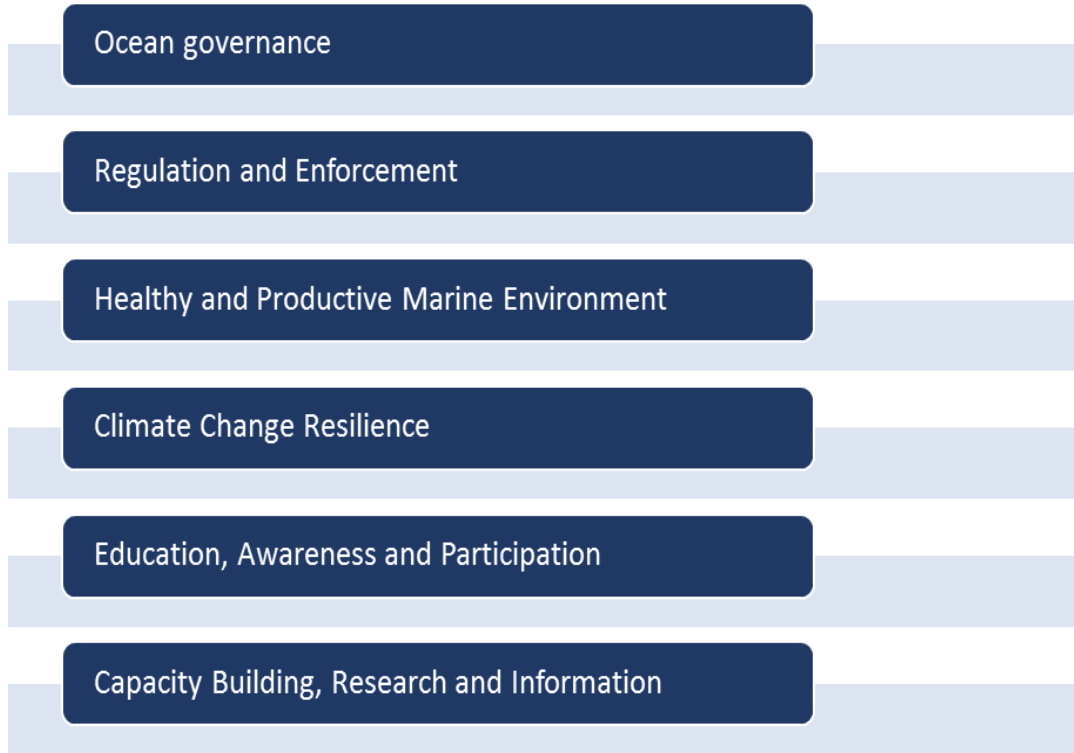 Ocean governance
Regulation and Enforcement
Healthy and Productive Marine Environment
Climate Change Resilience
Education, Awareness and Participation
Capacity Building, Research and Information